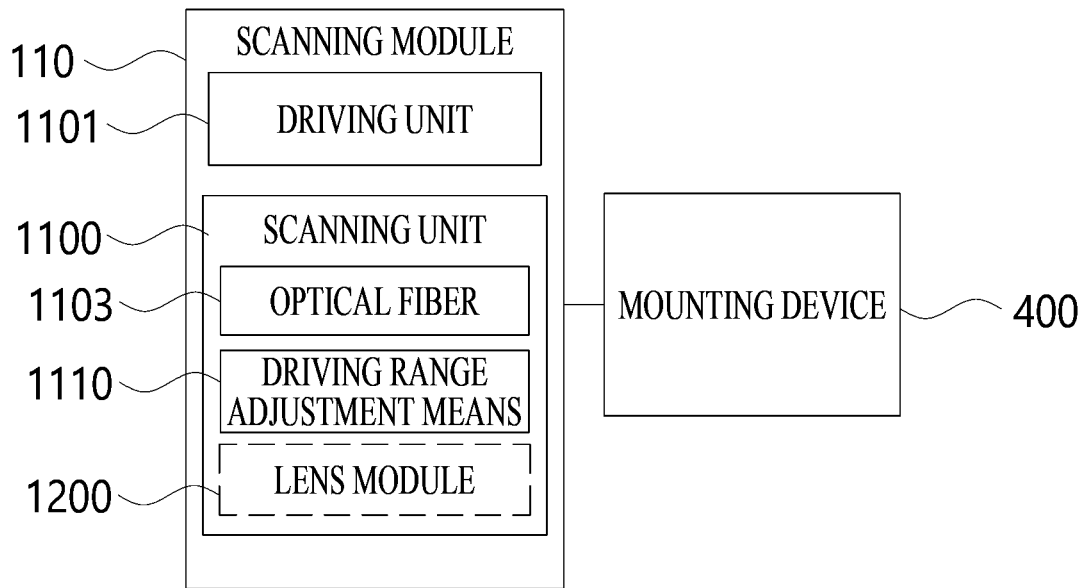 SCANNING MODULE
110
DRIVING UNIT
1101
1100
SCANNING UNIT
1103
OPTICAL FIBER
MOUNTING DEVICE
400
1110
DRIVING RANGE
ADJUSTMENT MEANS
LENS MODULE
1200